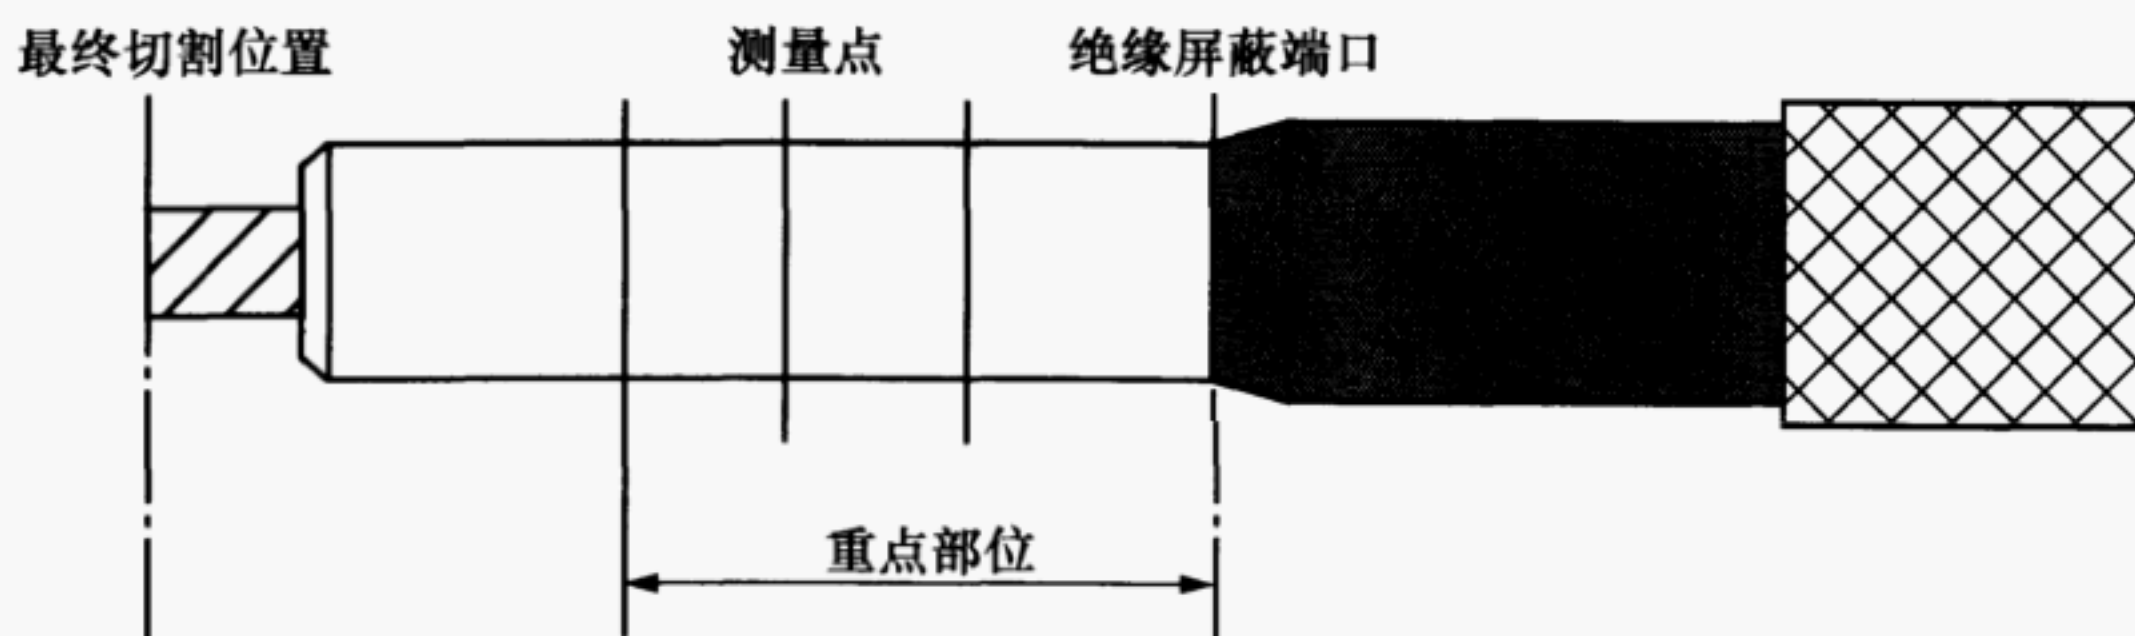 最终切割位置
测量点
绝缘屏蔽端口
重点部位